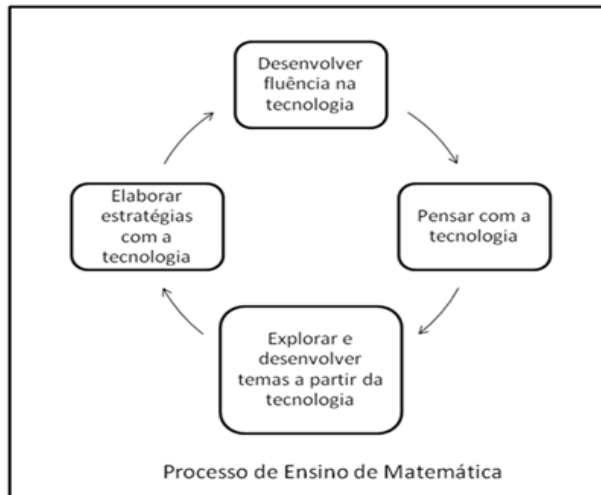 Desenvolver
fluência na
tecnologia
Pensar com a
tecnologia
Explorar e
desenvolver
temas a partir da
tecnologia
Elaborar
estratégias
com a
tecnologia
Processo de Ensino de Matemática